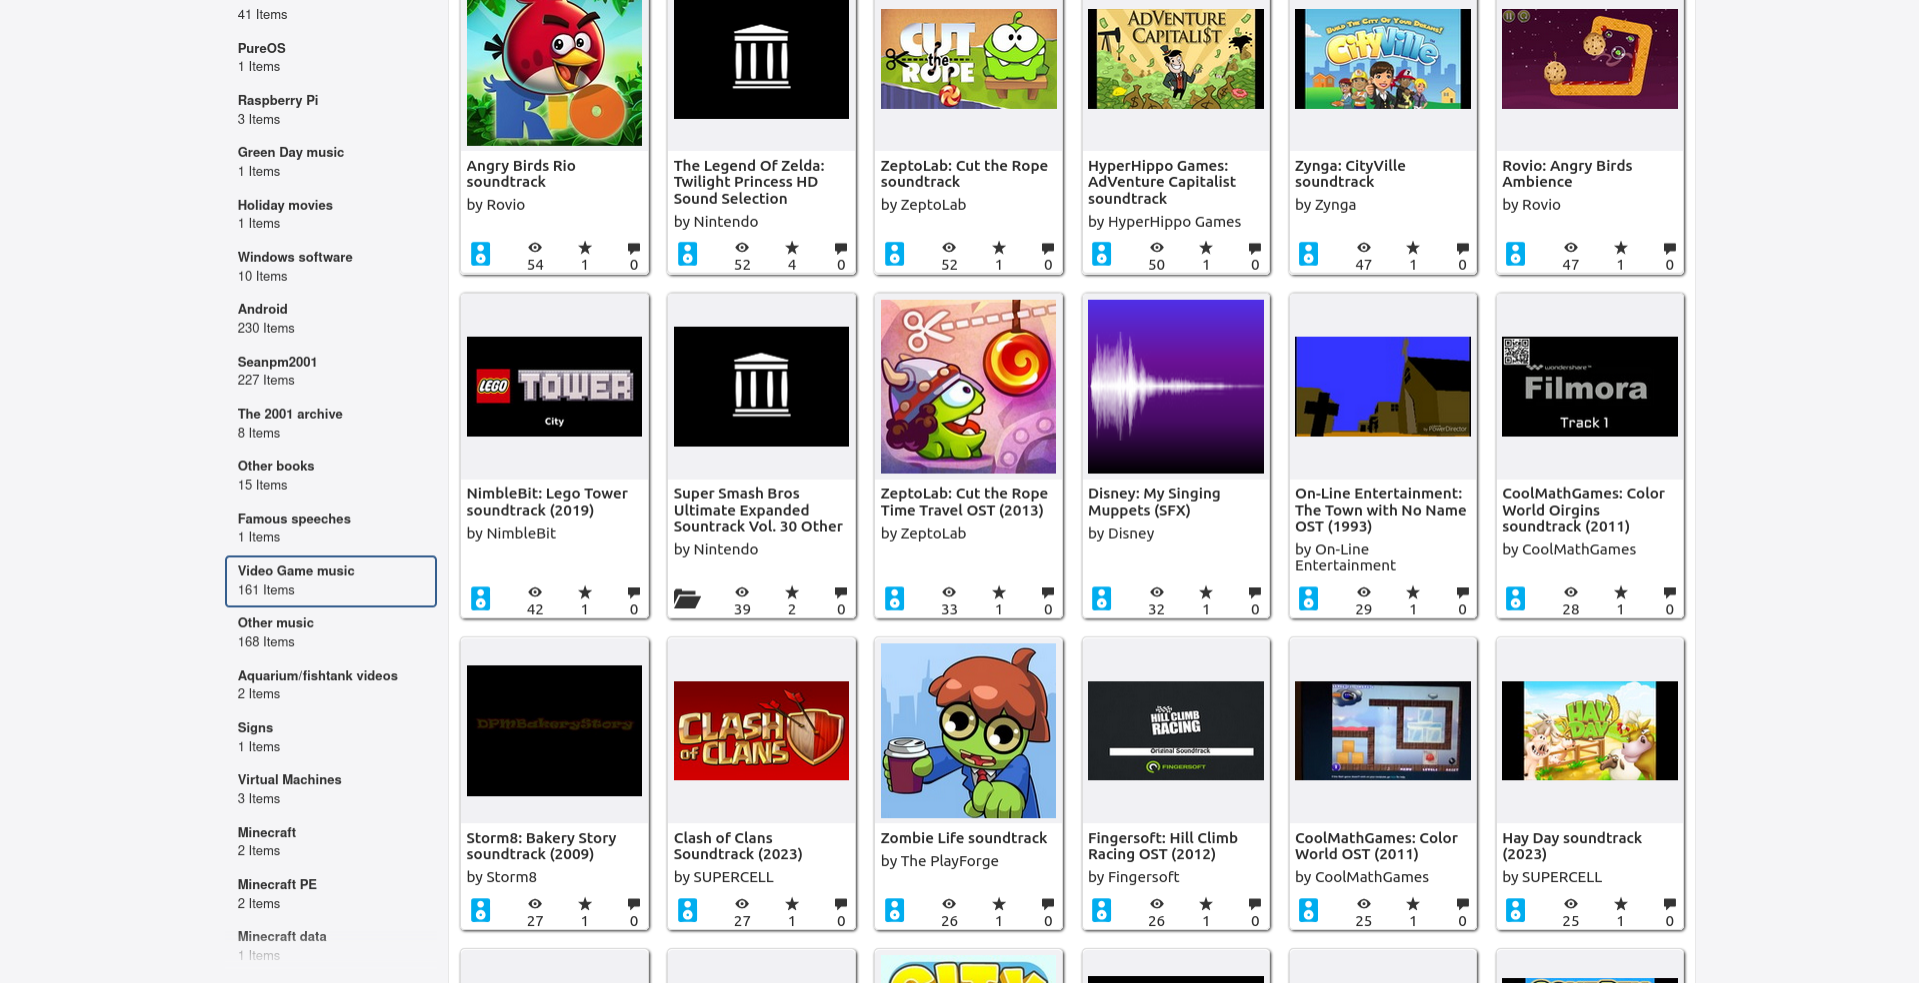 41 Items
PureOS
1 Items
Raspberry Pi
3 Items
Green Day music
1 Items
Holiday movies
1 Items
Windows software
10 Items
Android
230 Items
Seanpm2001
227 Items
The 2001 archive
8 Items
Other books
15 Items
Famous speeches
1 Items
Video Game music
161 Items
Other music
168 Items
Aquarium/fishtank videos
2 Items
Signs
1 Items
Virtual Machines
3 Items
Minecraft
2 Items
Minecraft PE
2 Items
Minecraft data
1 Items
RIO
Angry Birds Rio
soundtrack
by Rovio
54 1 0
The Legend Of Zelda:
Twilight Princess HD
Sound Selection
by Nintendo
52 4 0
CUT
the
ROPE
ZeptoLab: Cut the Rope
soundtrack
by ZeptoLab
52 1 0
ADVENTURE
CAPITALI$T
HyperHippo Games:
AdVenture Capitalist
soundtrack
by HyperHippo Games
50 1 0
BUILD THE CITY OF YOUR DREAMS!
CityVille
Zynga: CityVille
soundtrack
by Zynga
47 1 0
Rovio: Angry Birds
Ambience
by Rovio
47 1 0
LEGO TOWER
City
NimbleBit: Lego Tower
soundtrack (2019)
by NimbleBit
42 1 0
Super Smash Bros
Ultimate Expanded
Sountrack Vol. 30 Other
by Nintendo
39 2 0
ZeptoLab: Cut the Rope
Time Travel OST (2013)
by ZeptoLab
33 1 0
Disney: My Singing
Muppets (SFX)
by Disney
32 1 0
by PowerDirector
On-Line Entertainment:
The Town with No Name
OST (1993)
by On-Line
Entertainment
29 1 0
wondershare™
Filmora
Track 1
CoolMathGames: Color
World Oirgins
soundtrack (2011)
by CoolMathGames
28 1 0
DPMBakeryStory
Storm8: Bakery Story
soundtrack (2009)
by Storm8
27 1 0
CLASH
OF CLANS
Clash of Clans
Soundtrack (2023)
by SUPERCELL
27 1 0
Zombie Life soundtrack
by The PlayForge
26 1 0
HILL CLIMB
RACING
Original Soundtrack
FINGERSOFT
Fingersoft: Hill Climb
Racing OST (2012)
by Fingersoft
26 1 0
CoolMathGames: Color
World OST (2011)
by CoolMathGames
25 1 0
HAY
DAY
Hay Day soundtrack
(2023)
by SUPERCELL
25 1 0